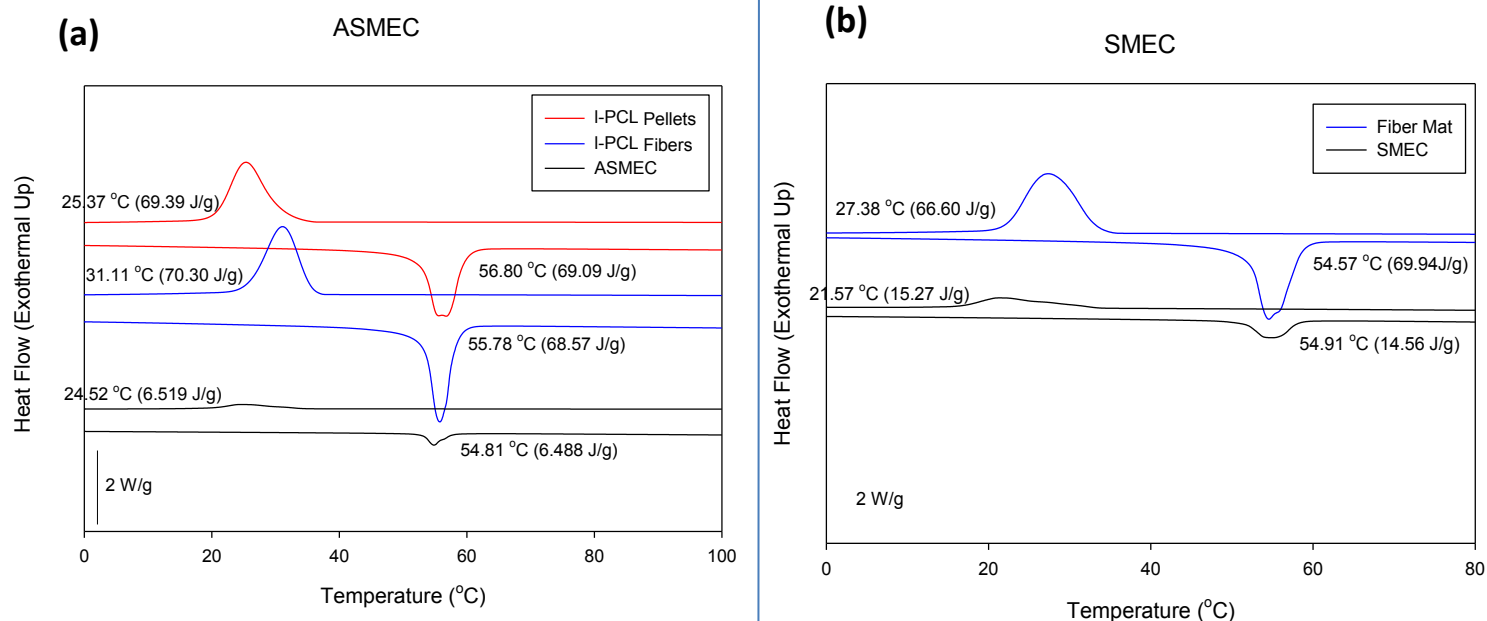 (a)
ASMEC
l-PCL Pellets
l-PCL Fibers
ASMEC
25.37 °C (69.39 J/g)
56.80 °C (69.09 J/g)
31.11 °C (70.30 J/g)
55.78 °C (68.57 J/g)
24.52 °C (6.519 J/g)
54.81 °C (6.488 J/g)
2 W/g
Heat Flow (Exothermal Up)
0 20 40 60 80 100
Temperature (°C)
(b)
SMEC
Fiber Mat
SMEC
27.38 °C (66.60 J/g)
54.57 °C (69.94J/g)
21.57 °C (15.27 J/g)
54.91 °C (14.56 J/g)
2 W/g
Heat Flow (Exothermal Up)
0 20 40 60 80
Temperature (°C)